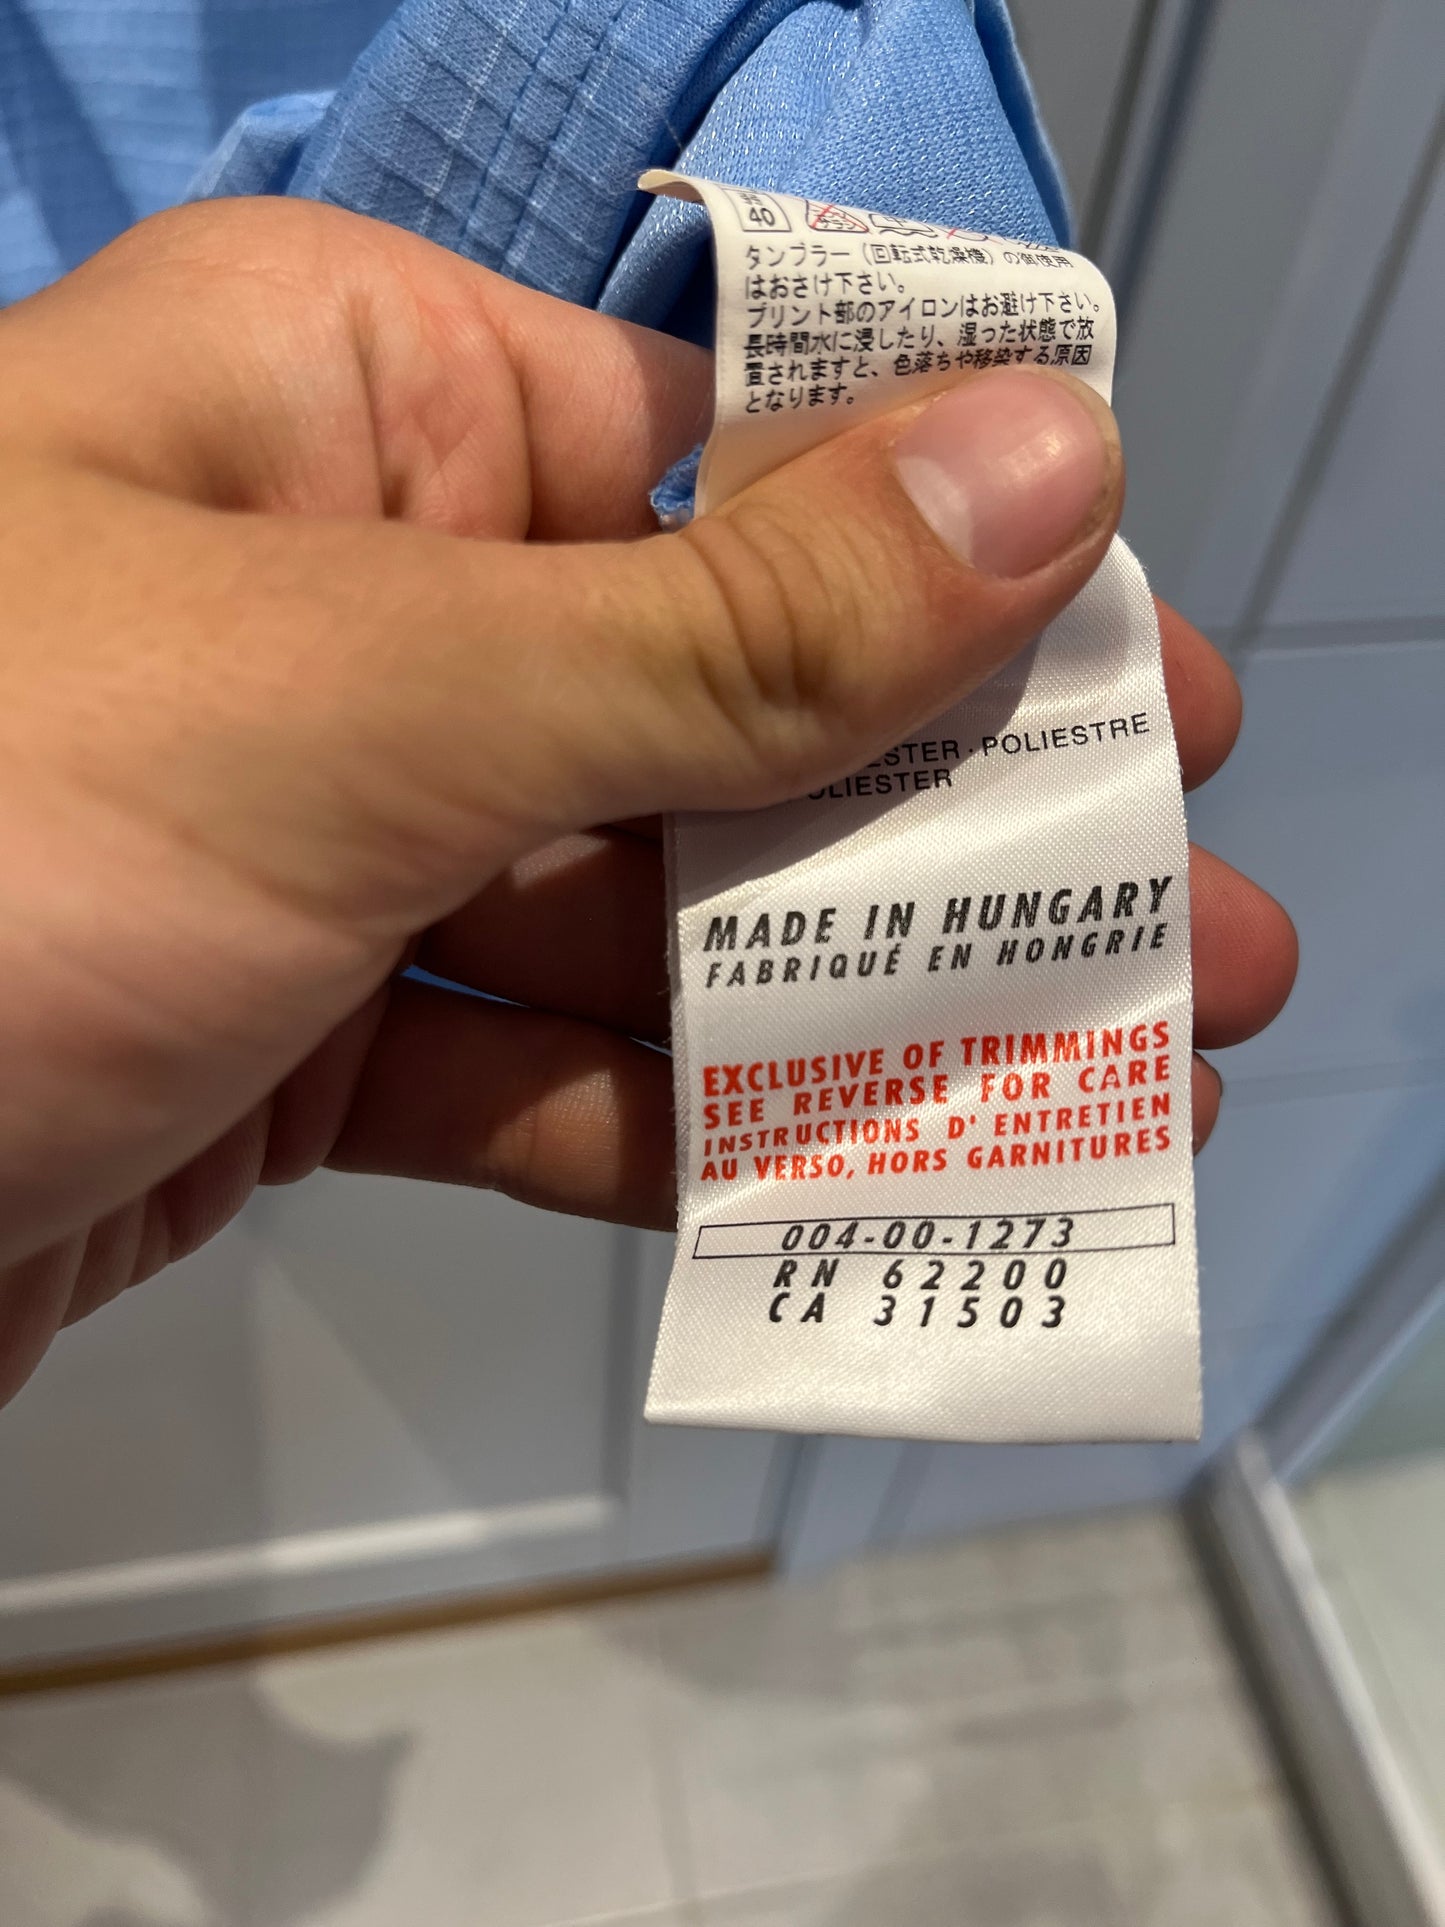 40
タンブラー（回転式乾燥機）の御使用
はおさけ下さい。
プリント部のアイロンはお避け下さい。
長時間水に浸したり、湿った状態で放
置されますと、色落ちや移染する原因
となります。
ESTER · POLIESTRE
OLIESTER
MADE IN HUNGARY
FABRIQUÉ EN HONGRIE
EXCLUSIVE OF TRIMMINGS
SEE REVERSE FOR CARE
INSTRUCTIONS D' ENTRETIEN
AU VERSO, HORS GARNITURES
004-00-1273
RN 62200
CA 31503